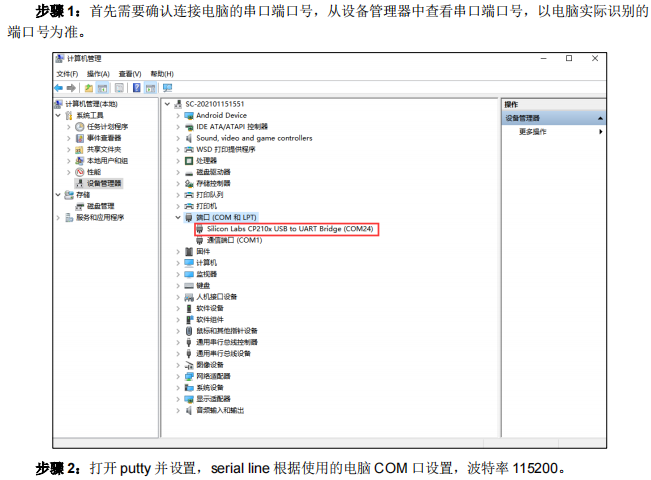 步骤 1：首先需要确认连接电脑的串口端口号，从设备管理器中查看串口端口号，以电脑实际识别的
端口号为准。
计算机管理
文件(F) 操作(A) 查看(V) 帮助(H)
计算机管理(本地)
系统工具
任务计划程序
事件查看器
共享文件夹
本地用户和组
性能
设备管理器
存储
磁盘管理
服务和应用程序
SC-202101151551
Android Device
IDE ATA/ATAPI 控制器
Sound, video and game controllers
WSD 打印提供程序
处理器
磁盘驱动器
存储控制器
打印队列
打印机
端口 (COM 和 LPT)
Silicon Labs CP210x USB to UART Bridge (COM24)
通信端口 (COM1)
固件
计算机
监视器
键盘
人机接口设备
软件设备
软件组件
鼠标和其他指针设备
通用串行总线控制器
通用串行总线设备
图像设备
网络适配器
系统设备
显示适配器
音频输入和输出
操作
设备管理器
更多操作
步骤 2：打开 putty 并设置，serial line 根据使用的电脑 COM 口设置，波特率 115200。